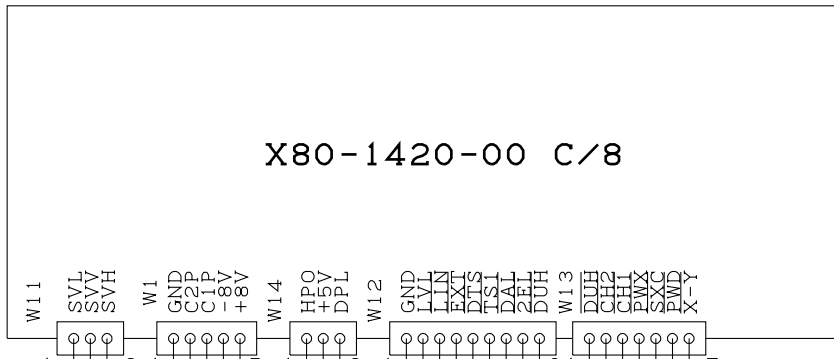 X80-1420-00 C/8
W11
SVL
SVV
SVH
W1
GND
C2P
C1P
-8V
+8V
W14
HPO
+5V
DPL
W12
GND
LVL
LIN
EXT
DTS
TS1
DAL
2EL
DUH
W13
DUH
CH2
CH1
PWX
SXC
PWD
X-Y